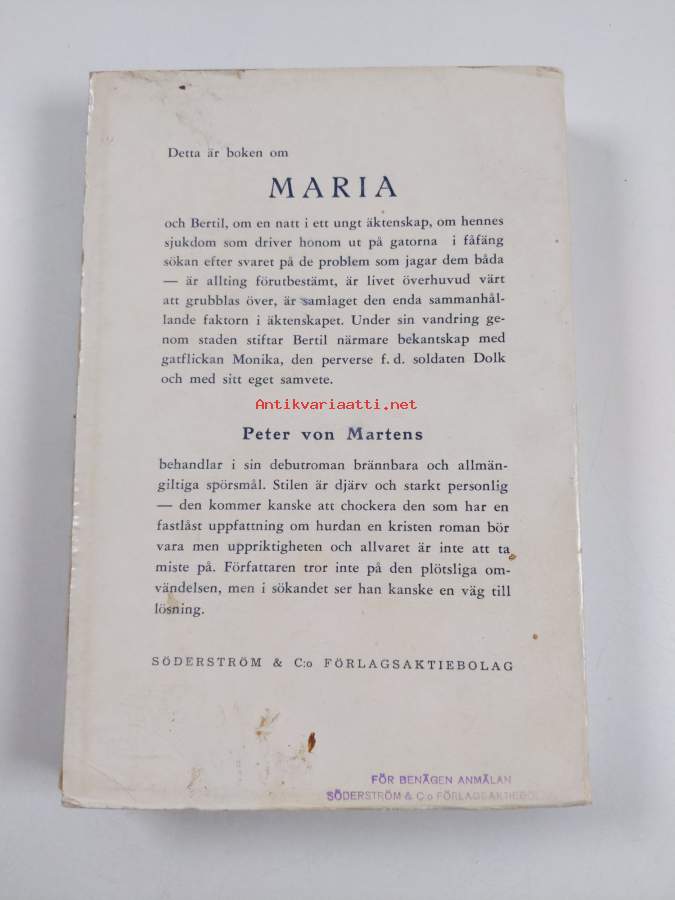 Detta är boken om
MARIA
och Bertil, om en natt i ett ungt äktenskap, om hennes
sjukdom som driver honom ut på gatorna i fåfäng
sökan efter svaret på de problem som jagar dem båda
— är allting förutbestämt, är livet överhuvud värt
att grubblas över, är samlaget den enda sammanhål-
lande faktorn i äktenskapet. Under sin vandring ge-
nom staden stiftar Bertil närmare bekantskap med
gatflickan Monika, den perverse f. d. soldaten Dolk
och med sitt eget samvete.
Antikvariaatti.net
Peter von Martens
behandlar i sin debutroman brännbara och allmän-
giltiga spörsmål. Stilen är djärv och starkt personlig
— den kommer kanske att chockera den som har en
fastlåst uppfattning om hurdan en kristen roman bör
vara men uppriktigheten och allvaret är inte att ta
miste på. Författaren tror inte på den plötsliga om-
vändelsen, men i sökandet ser han kanske en väg till
lösning.
SÖDERSTRÖM & C:o FÖRLAGSAKTIEBOLAG
FÖR BENÄGEN ANMÄLAN
SÖDERSTRÖM & C:o FÖRLAGSAKTIEBOLAG